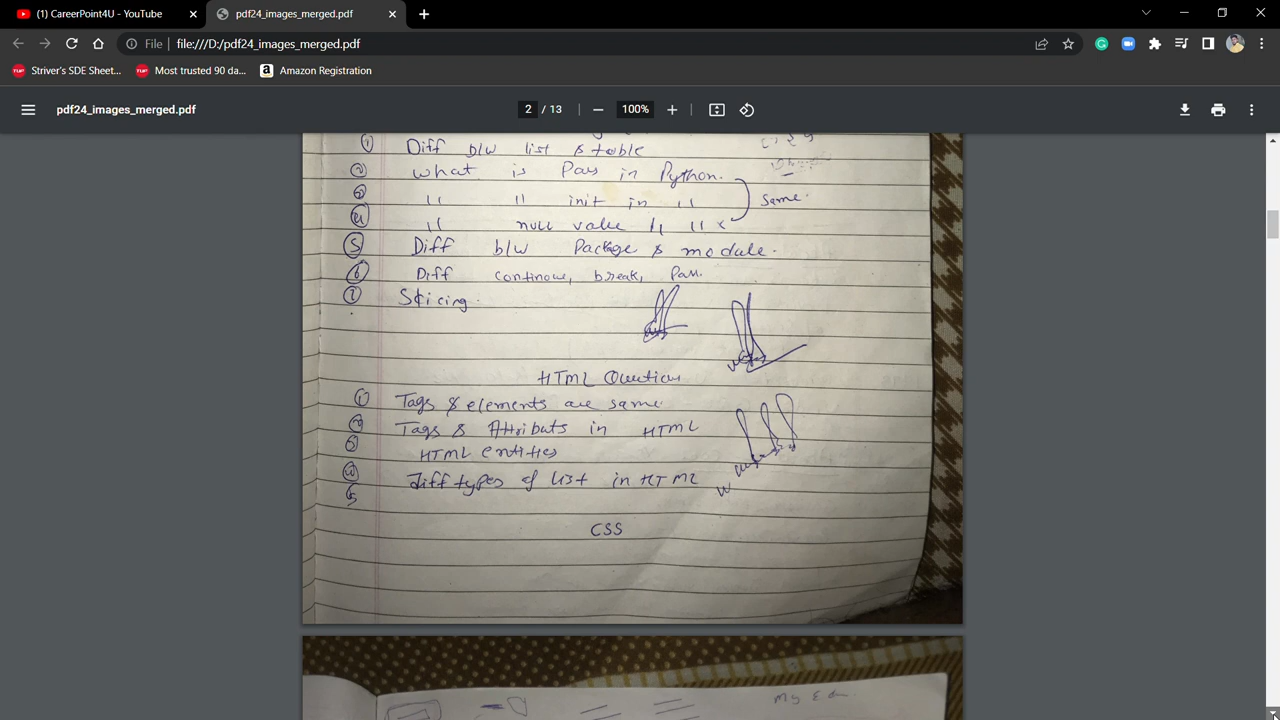 (1) CareerPoint4U - YouTube
pdf24_images_merged.pdf
File file:///D:/pdf24_images_merged.pdf
Striver's SDE Sheet...
Most trusted 90 da...
Amazon Registration
pdf24_images_merged.pdf
2 / 13
100%
① Diff b/w list & table
② What is Pass in Python.
③ " " init in "
④ " null value " " x
Same.
⑤ Diff b/w Package & module.
⑥ Diff continue, break, Pass.
⑦ Slicing.
HTML Question
① Tags & elements are same
② Tags & Attributs in HTML
③ HTML entities
④ Diff types of list in HTML
5
CSS